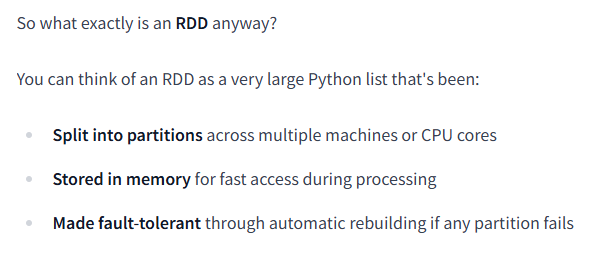 So what exactly is an RDD anyway?
You can think of an RDD as a very large Python list that's been:
Split into partitions across multiple machines or CPU cores
Stored in memory for fast access during processing
Made fault-tolerant through automatic rebuilding if any partition fails